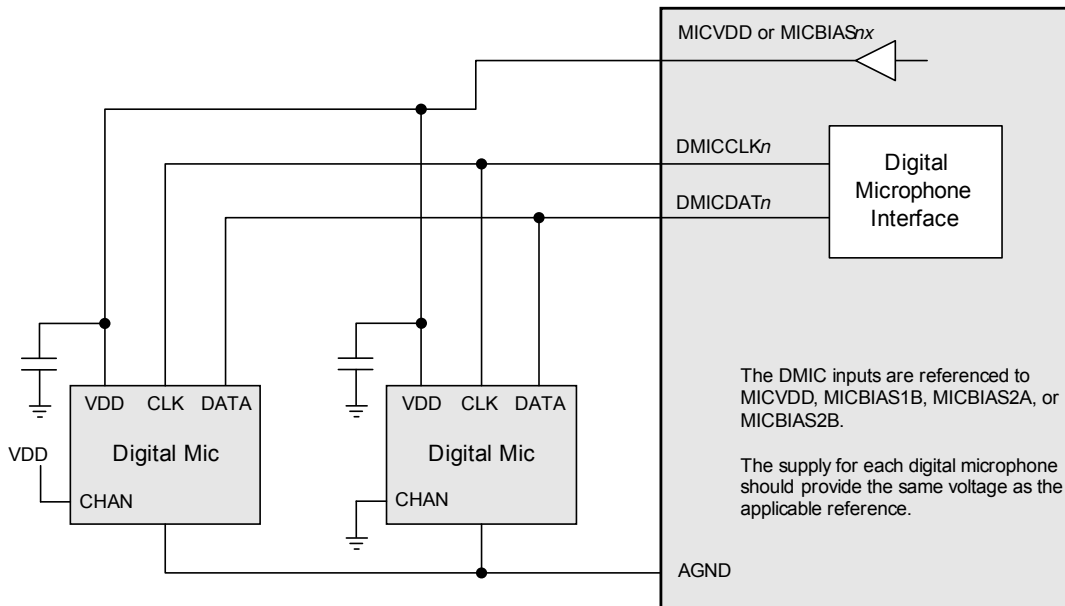 MICVDD or MICBIASnx
DMICCLKn
DMICDATn
Digital
Microphone
Interface
VDD CLK DATA
Digital Mic
VDD
CHAN
VDD CLK DATA
Digital Mic
CHAN
The DMIC inputs are referenced to
MICVDD, MICBIAS1B, MICBIAS2A, or
MICBIAS2B.
The supply for each digital microphone
should provide the same voltage as the
applicable reference.
AGND